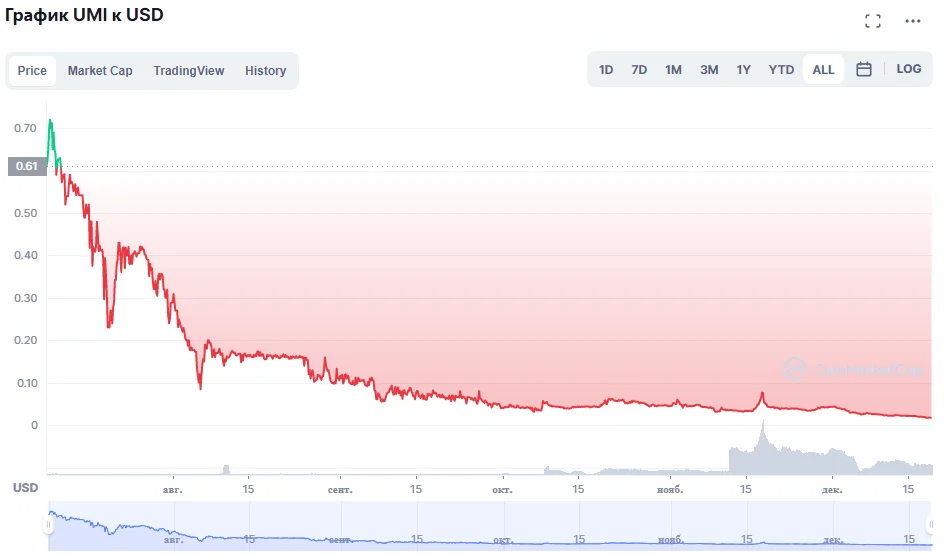 График UMI к USD
Price Market Cap TradingView History
1D 7D 1M 3M 1Y YTD ALL LOG
0.70
0.61
0.50
0.40
0.30
0.20
0.10
0
CoinMarketCap
USD
авг. 15 сент. 15 окт. 15 нояб. 15 дек. 15
авг. 15 сент. 15 окт. 15 нояб. 15 дек. 15